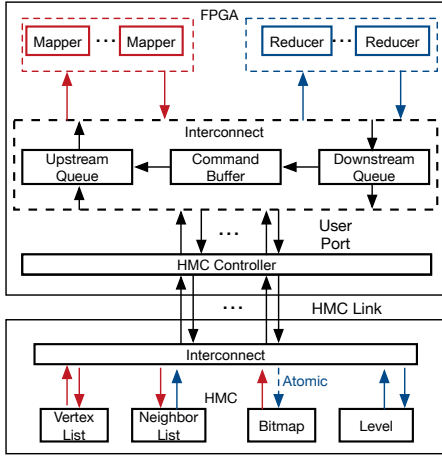 FPGA
Mapper ··· Mapper
Reducer ··· Reducer
Interconnect
Upstream
Queue
Command
Buffer
Downstream
Queue
...
User
Port
HMC Controller
...
HMC Link
Interconnect
Atomic
HMC
Vertex
List
Neighbor
List
Bitmap
Level